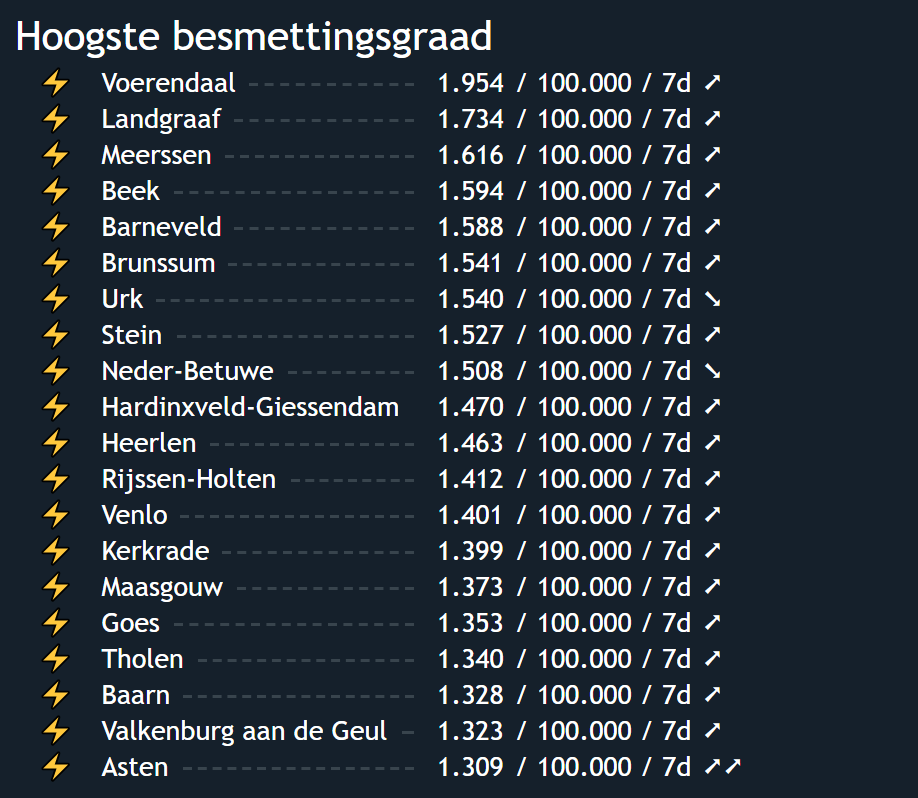 Hoogste besmettingsgraad
⚡ Voerendaal 1.954 / 100.000 / 7d ➚
⚡ Landgraaf 1.734 / 100.000 / 7d ➚
⚡ Meerssen 1.616 / 100.000 / 7d ➚
⚡ Beek 1.594 / 100.000 / 7d ➚
⚡ Barneveld 1.588 / 100.000 / 7d ➚
⚡ Brunssum 1.541 / 100.000 / 7d ➚
⚡ Urk 1.540 / 100.000 / 7d ➘
⚡ Stein 1.527 / 100.000 / 7d ➚
⚡ Neder-Betuwe 1.508 / 100.000 / 7d ➘
⚡ Hardinxveld-Giessendam 1.470 / 100.000 / 7d ➚
⚡ Heerlen 1.463 / 100.000 / 7d ➚
⚡ Rijssen-Holten 1.412 / 100.000 / 7d ➚
⚡ Venlo 1.401 / 100.000 / 7d ➚
⚡ Kerkrade 1.399 / 100.000 / 7d ➚
⚡ Maasgouw 1.373 / 100.000 / 7d ➚
⚡ Goes 1.353 / 100.000 / 7d ➚
⚡ Tholen 1.340 / 100.000 / 7d ➚
⚡ Baarn 1.328 / 100.000 / 7d ➚
⚡ Valkenburg aan de Geul 1.323 / 100.000 / 7d ➚
⚡ Asten 1.309 / 100.000 / 7d ➚➚